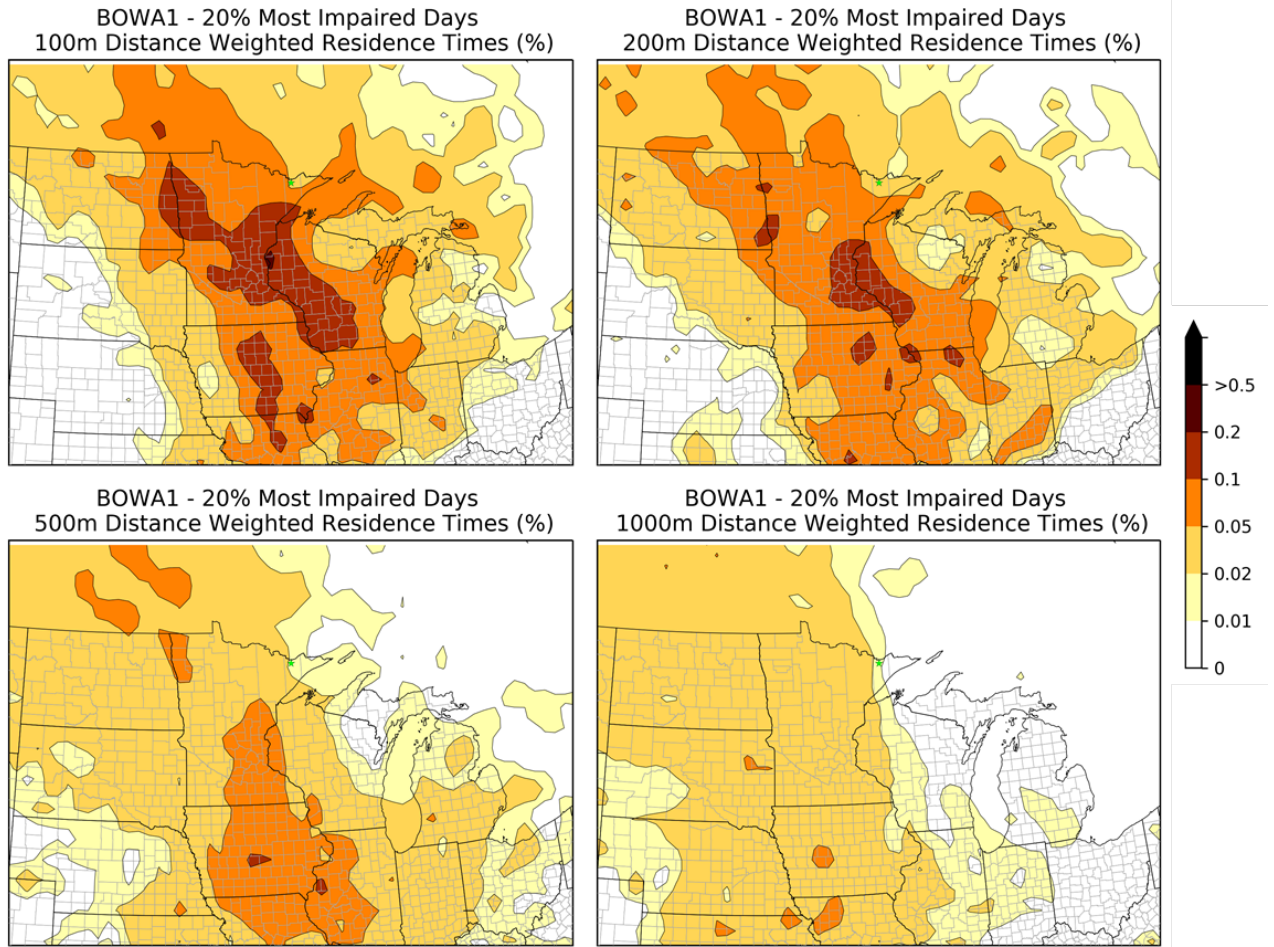 BOWA1 - 20% Most Impaired Days
100m Distance Weighted Residence Times (%)
BOWA1 - 20% Most Impaired Days
200m Distance Weighted Residence Times (%)
BOWA1 - 20% Most Impaired Days
500m Distance Weighted Residence Times (%)
BOWA1 - 20% Most Impaired Days
1000m Distance Weighted Residence Times (%)
>0.5
0.2
0.1
0.05
0.02
0.01
0